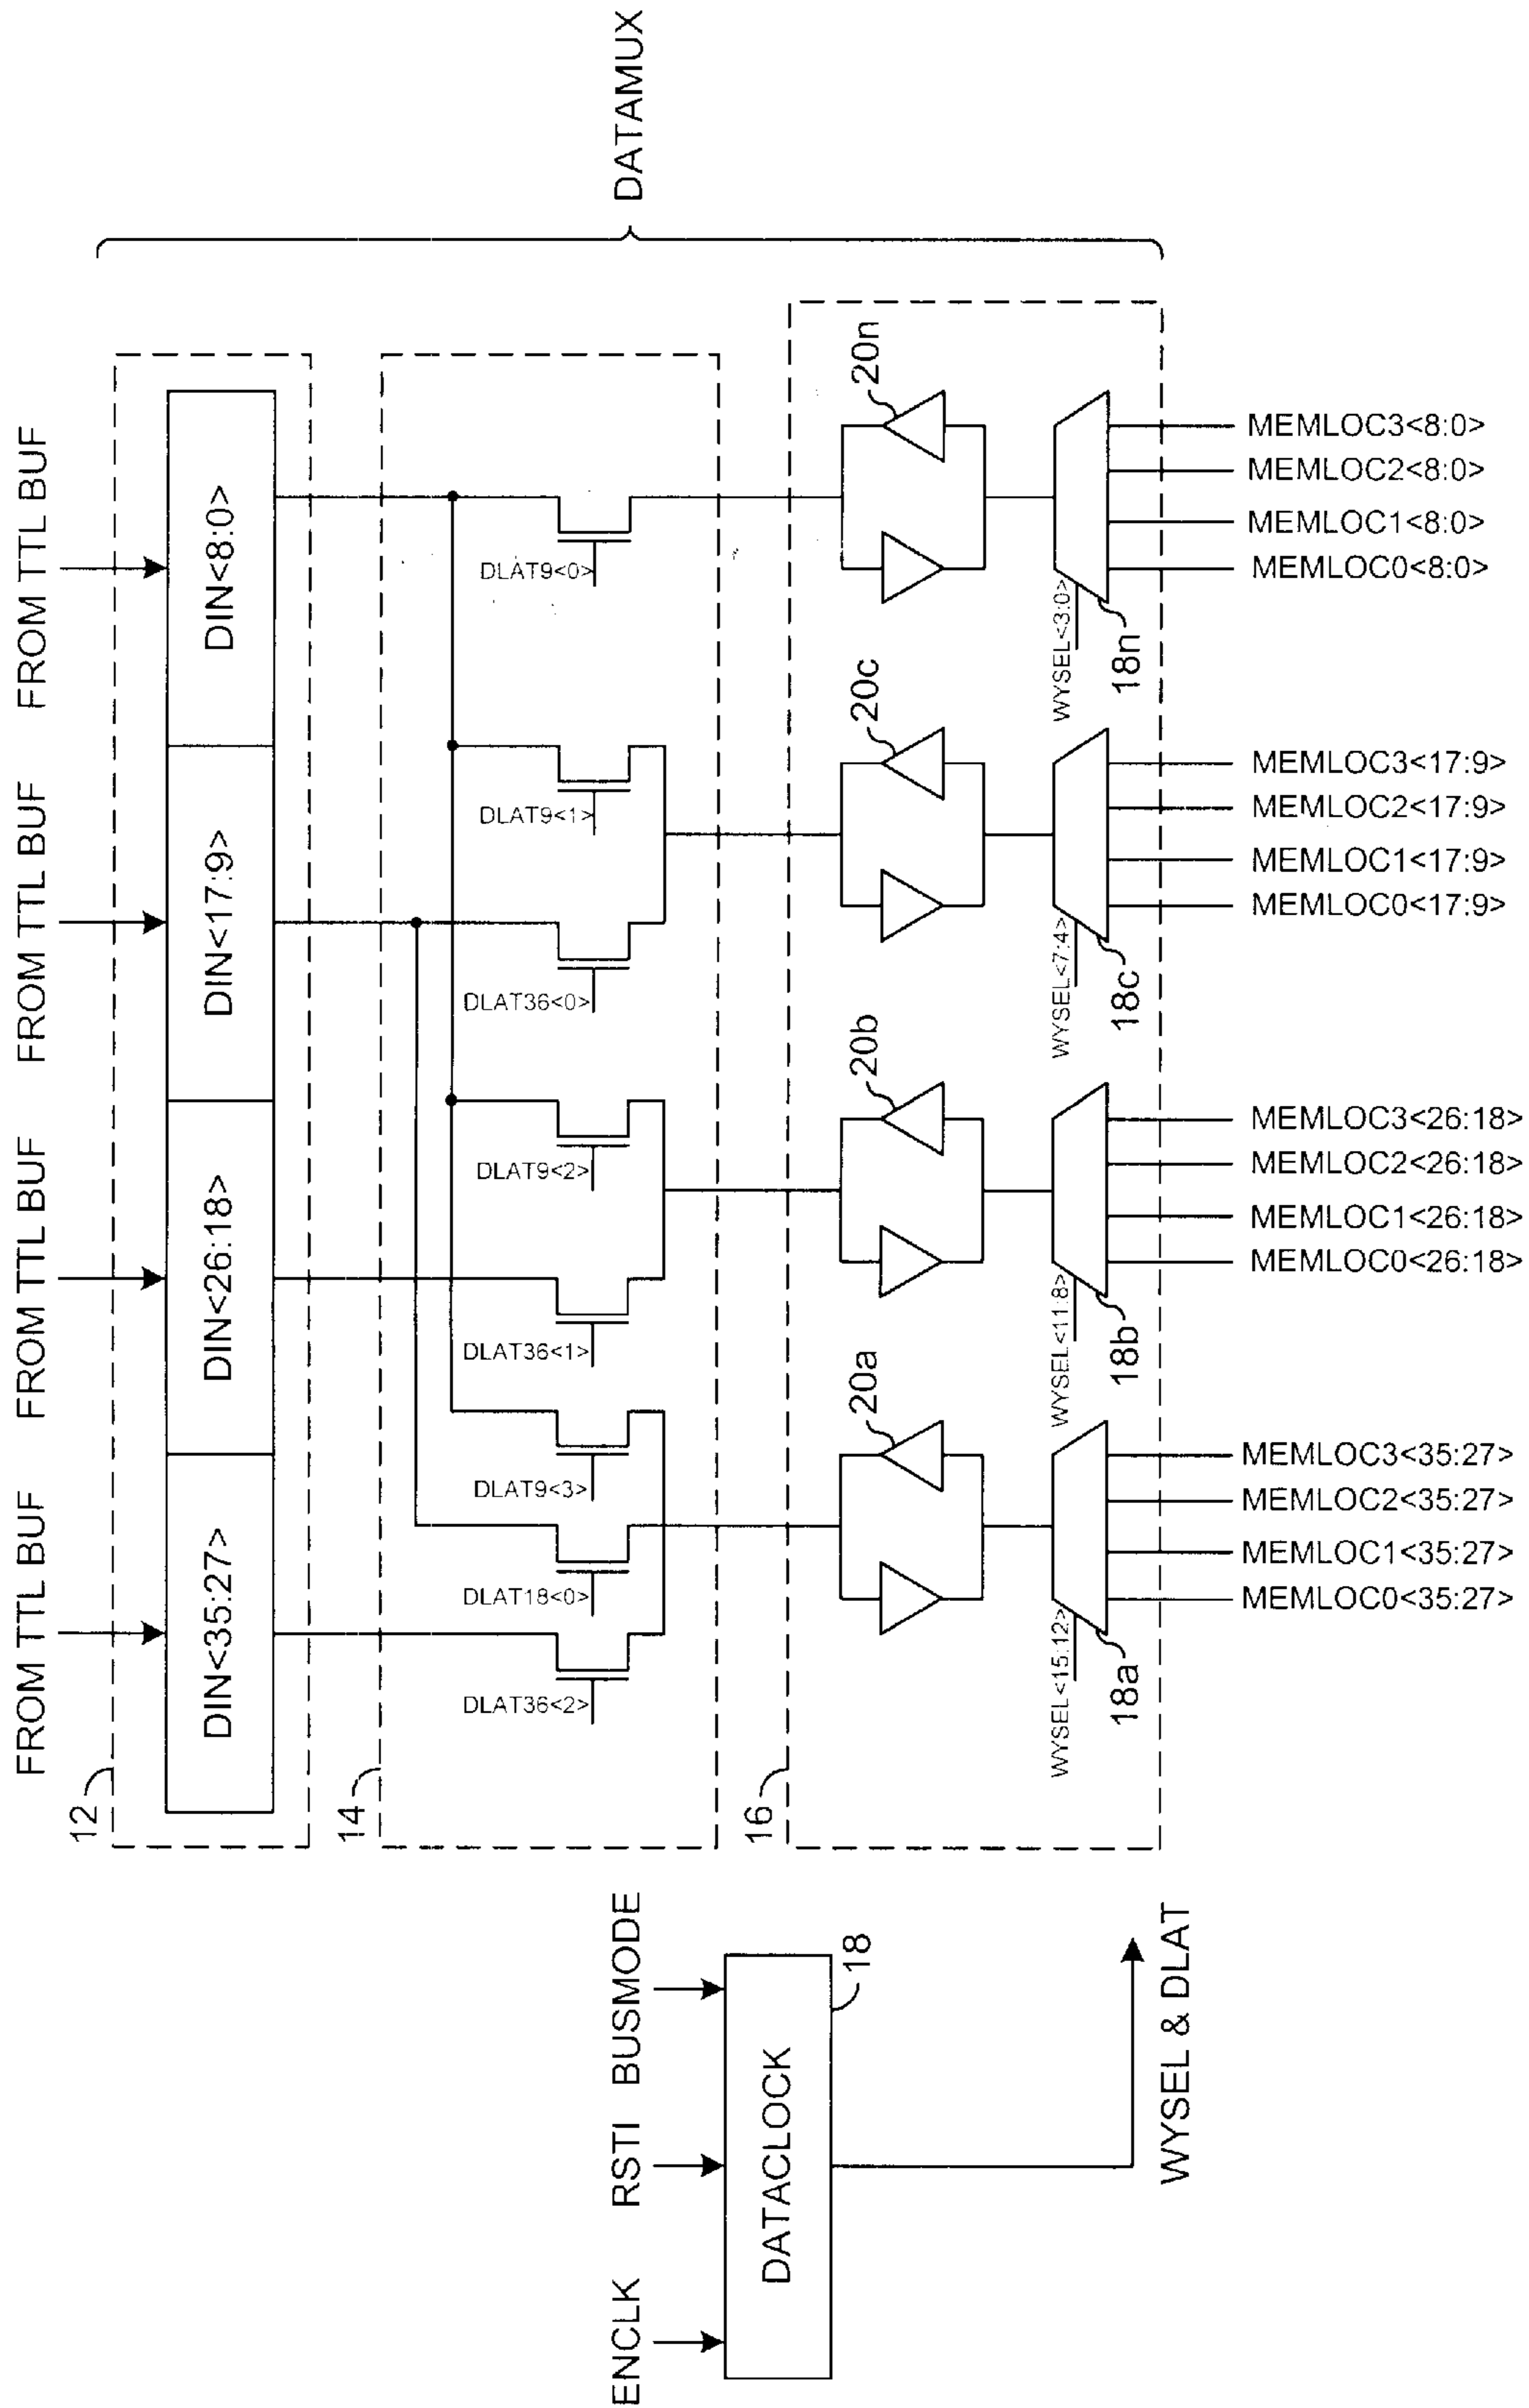 ENCLK
RSTI
BUSMODE
DATACLOCK
18
WYSEL & DLAT
FROM TTL BUF
FROM TTL BUF
FROM TTL BUF
FROM TTL BUF
12
DIN<35:27>
DIN<26:18>
DIN<17:9>
DIN<8:0>
14
DLAT36<2>
DLAT18<0>
DLAT9<3>
DLAT36<1>
DLAT9<2>
DLAT36<0>
DLAT9<1>
DLAT9<0>
16
20a
20b
20c
20n
WYSEL<15:12>
WYSEL<11:8>
WYSEL<7:4>
WYSEL<3:0>
18a
18b
18c
18n
MEMLOC3<35:27>
MEMLOC2<35:27>
MEMLOC1<35:27>
MEMLOC0<35:27>
MEMLOC3<26:18>
MEMLOC2<26:18>
MEMLOC1<26:18>
MEMLOC0<26:18>
MEMLOC3<17:9>
MEMLOC2<17:9>
MEMLOC1<17:9>
MEMLOC0<17:9>
MEMLOC3<8:0>
MEMLOC2<8:0>
MEMLOC1<8:0>
MEMLOC0<8:0>
DATAMUX